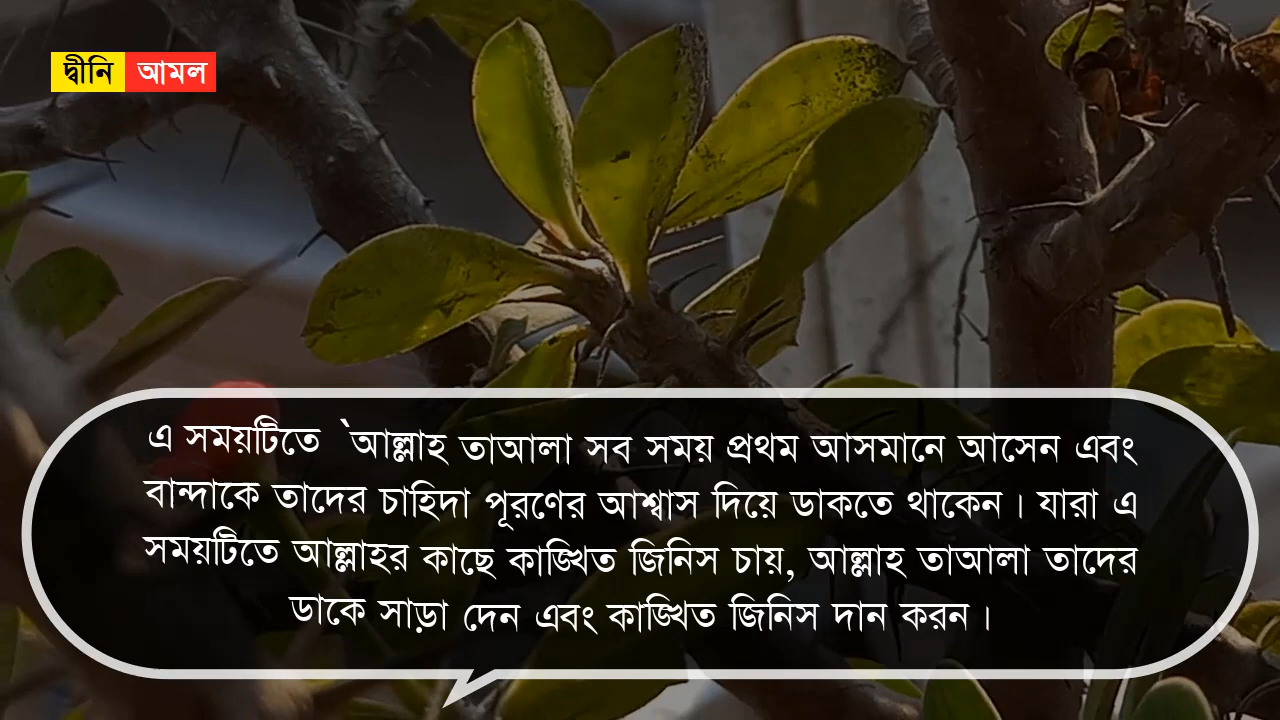 দ্বীনি আমল
এ সময়টিতে `আল্লাহ তাআলা সব সময় প্রথম আসমানে আসেন এবং
বান্দাকে তাদের চাহিদা পূরণের আশ্বাস দিয়ে ডাকতে থাকেন। যারা এ
সময়টিতে আল্লাহর কাছে কাঙ্খিত জিনিস চায়, আল্লাহ তাআলা তাদের
ডাকে সাড়া দেন এবং কাঙ্খিত জিনিস দান করন।